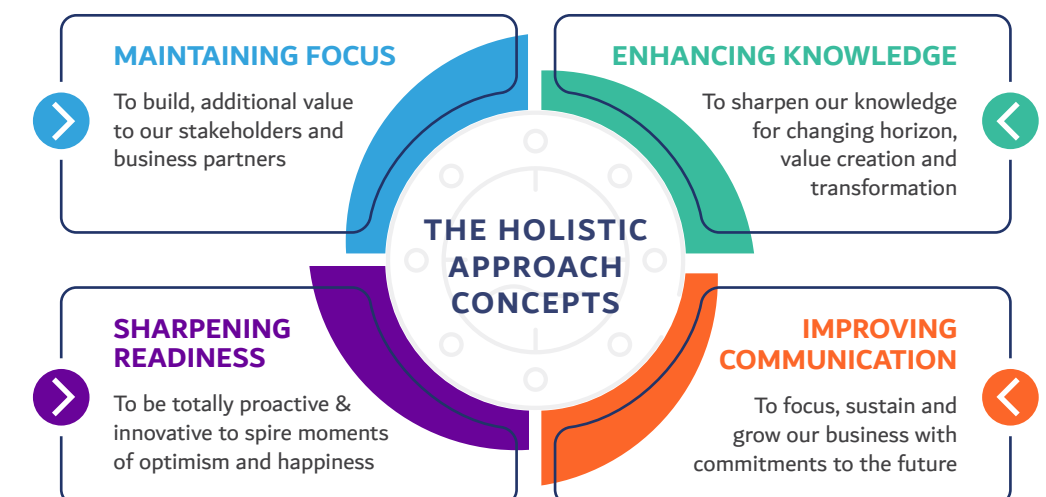 MAINTAINING FOCUS
To build, additional value
to our stakeholders and
business partners
ENHANCING KNOWLEDGE
To sharpen our knowledge
for changing horizon,
value creation and
transformation
THE HOLISTIC
APPROACH
CONCEPTS
SHARPENING
READINESS
To be totally proactive &
innovative to spire moments
of optimism and happiness
IMPROVING
COMMUNICATION
To focus, sustain and
grow our business with
commitments to the future